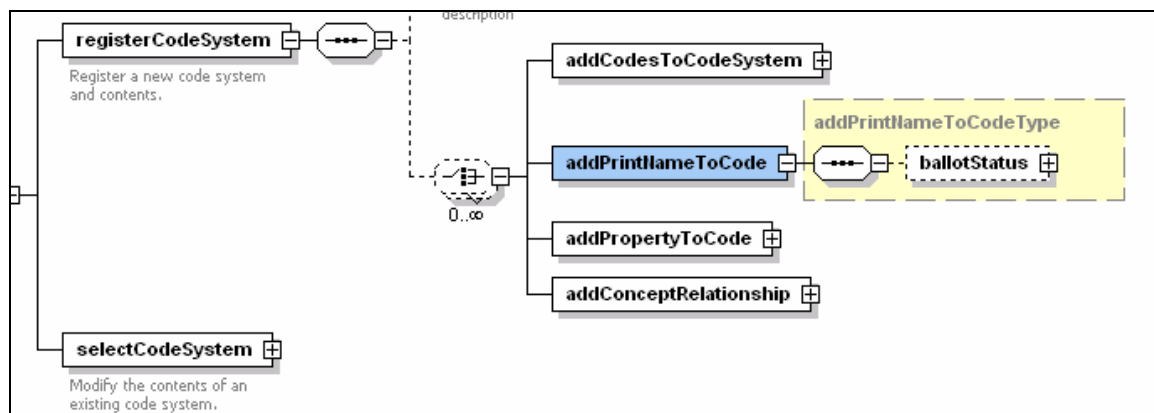 description
registerCodeSystem
Register a new code system
and contents.
addCodesToCodeSystem
addPrintNameToCodeType
addPrintNameToCode
ballotStatus
0..∞
addPropertyToCode
addConceptRelationship
selectCodeSystem
Modify the contents of an
existing code system.